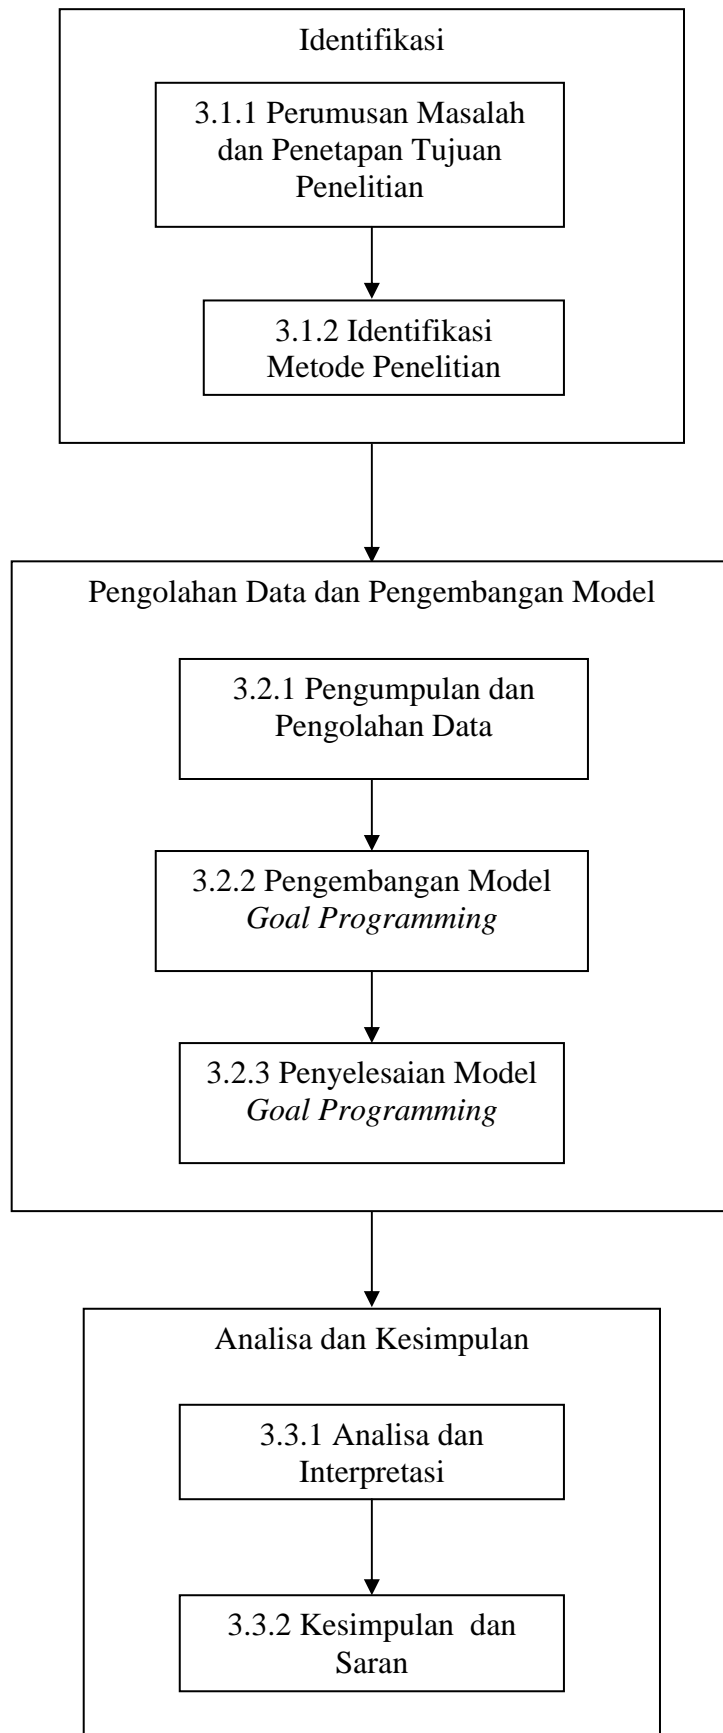 Identifikasi
3.1.1 Perumusan Masalah
dan Penetapan Tujuan
Penelitian
3.1.2 Identifikasi
Metode Penelitian
Pengolahan Data dan Pengembangan Model
3.2.1 Pengumpulan dan
Pengolahan Data
3.2.2 Pengembangan Model
Goal Programming
3.2.3 Penyelesaian Model
Goal Programming
Analisa dan Kesimpulan
3.3.1 Analisa dan
Interpretasi
3.3.2 Kesimpulan  dan
Saran